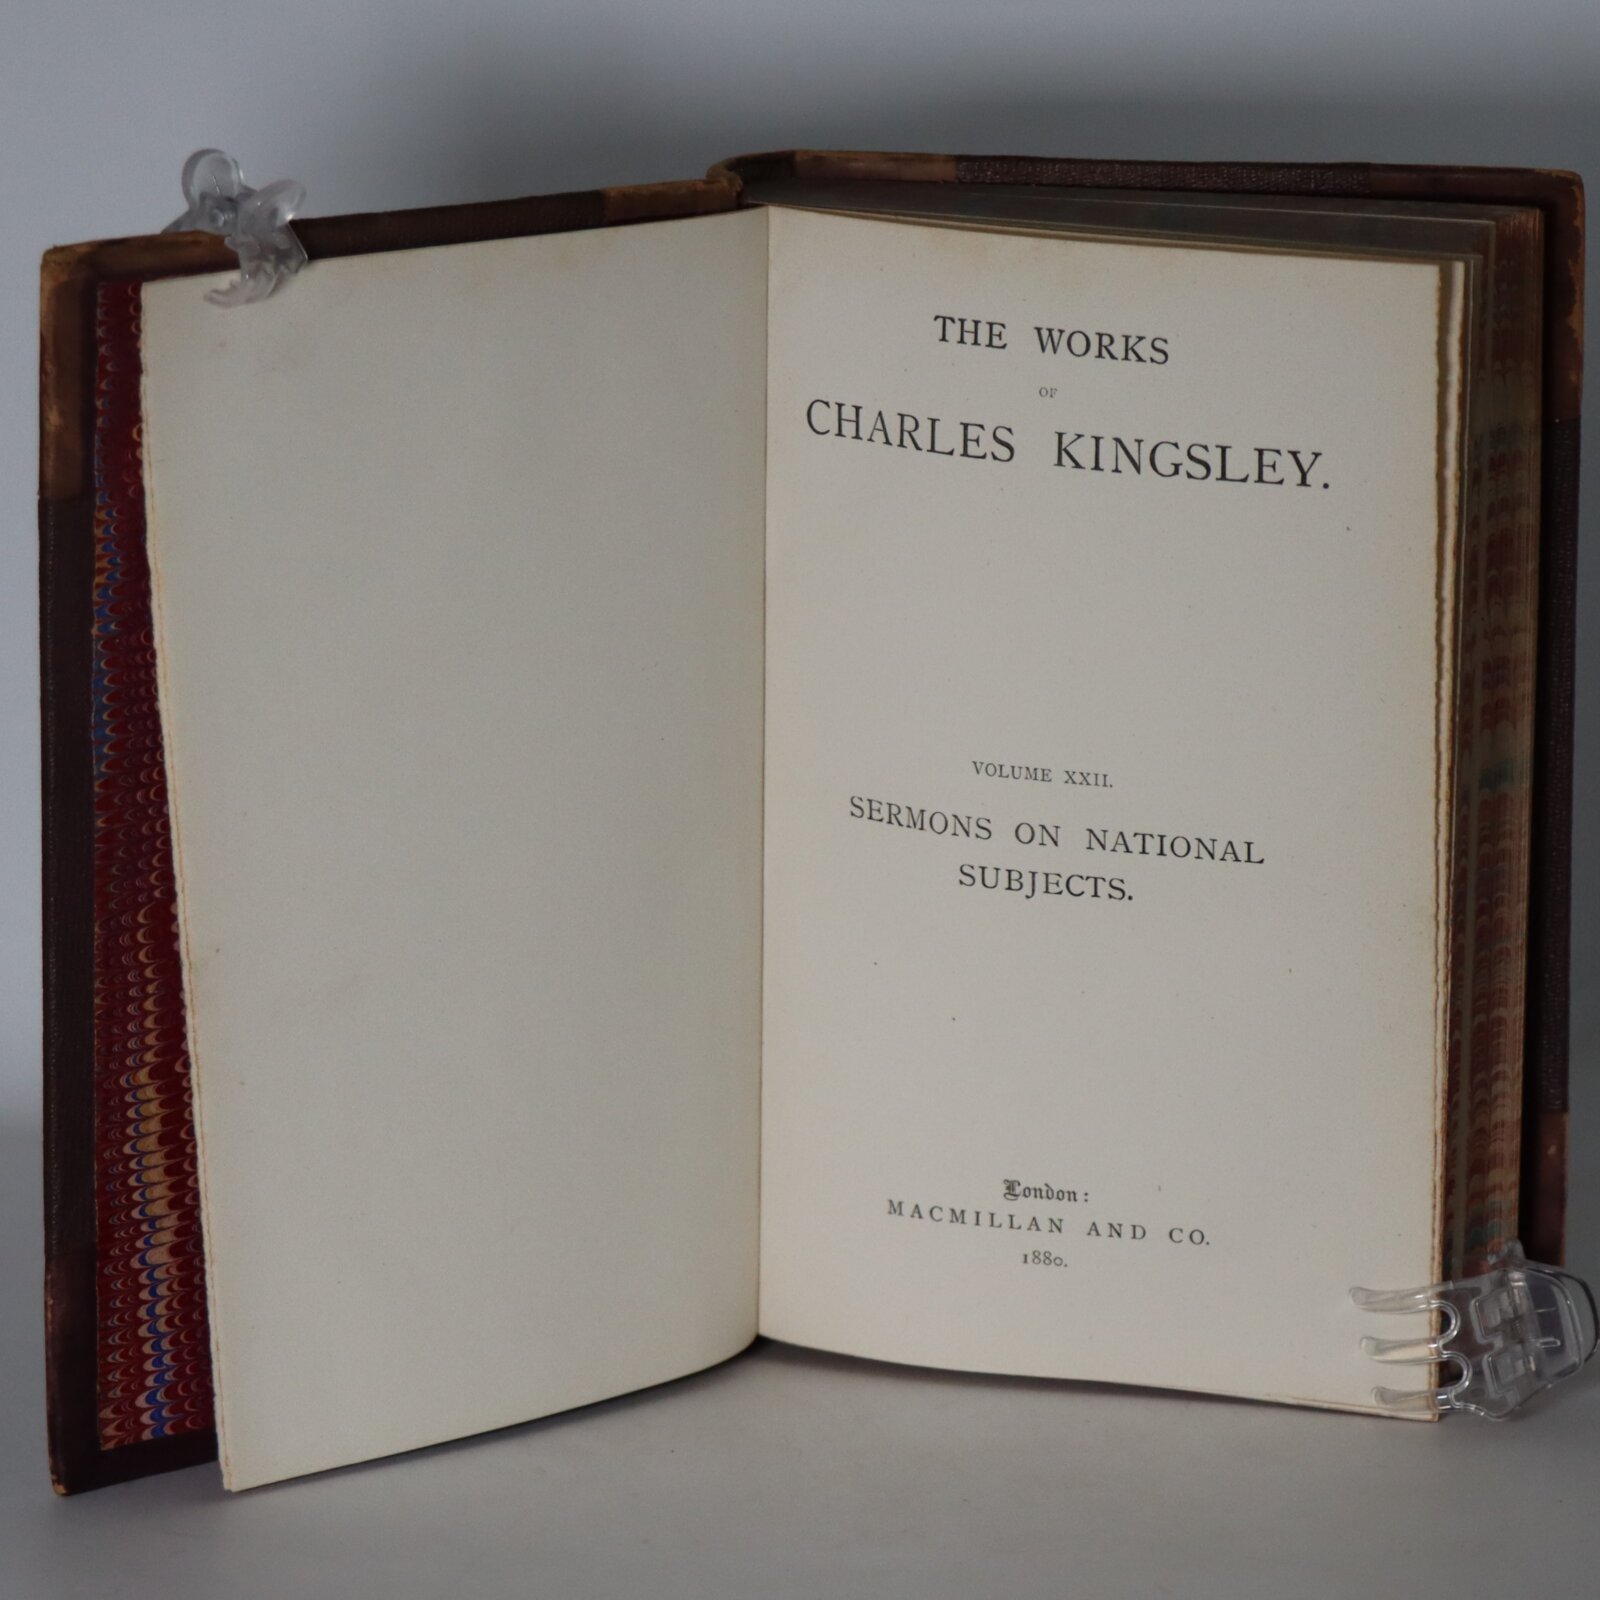 THE WORKS
OF
CHARLES KINGSLEY.
VOLUME XXII.
SERMONS ON NATIONAL
SUBJECTS.
London:
MACMILLAN AND CO.
1880.